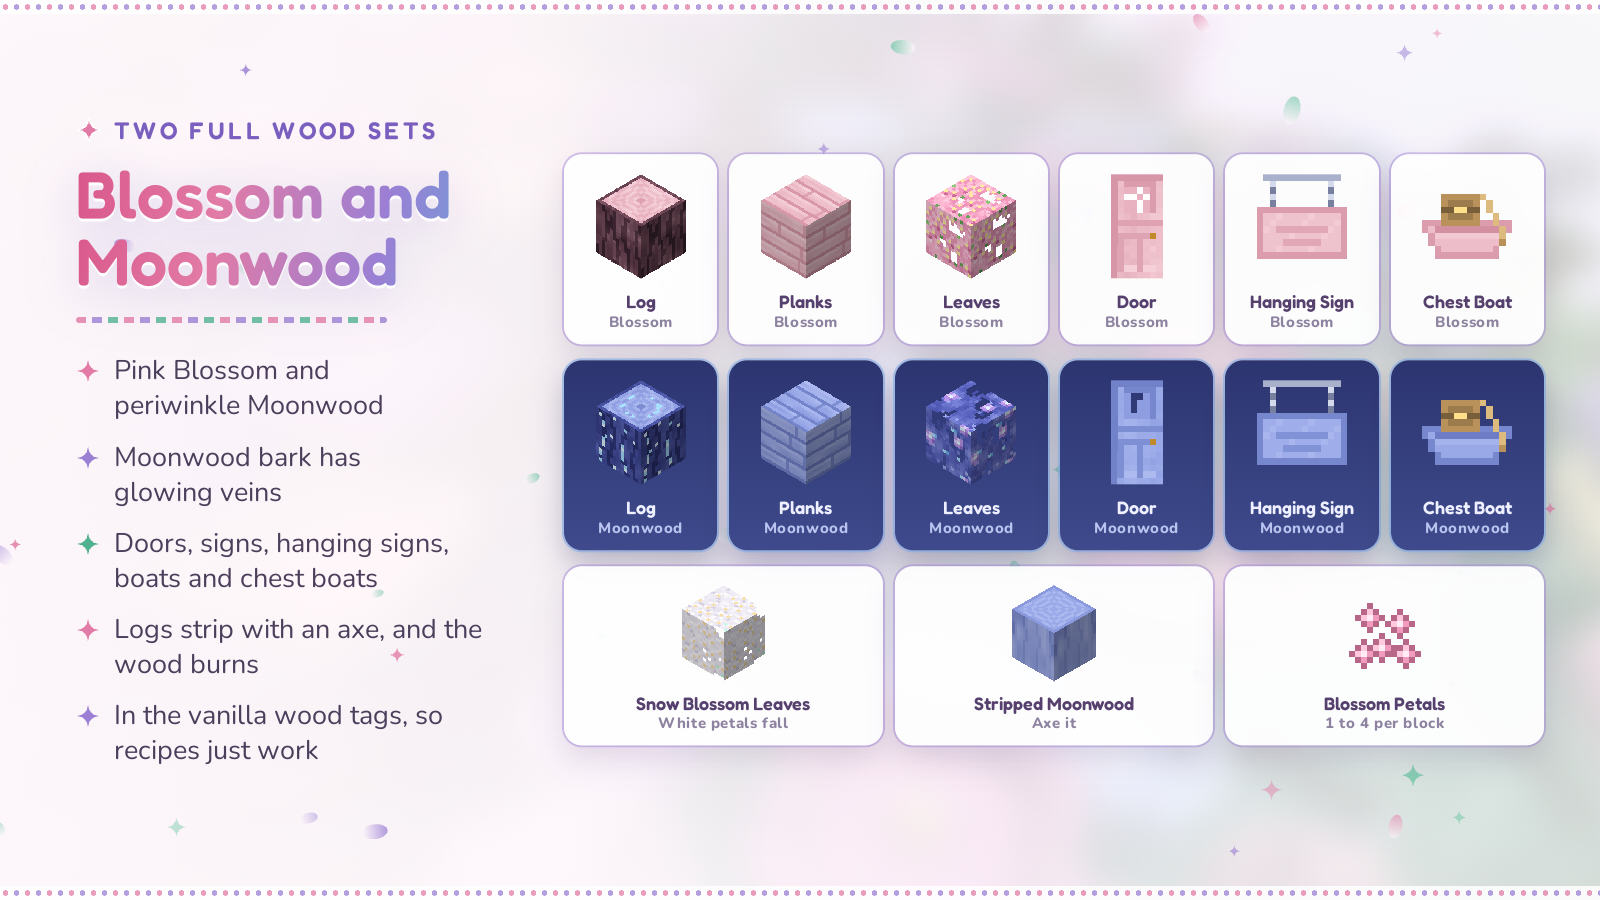 TWO FULL WOOD SETS
Blossom and
Moonwood
Pink Blossom and
periwinkle Moonwood
Moonwood bark has
glowing veins
Doors, signs, hanging signs,
boats and chest boats
Logs strip with an axe, and the
wood burns
In the vanilla wood tags, so
recipes just work
Log
Blossom
Planks
Blossom
Leaves
Blossom
Door
Blossom
Hanging Sign
Blossom
Chest Boat
Blossom
Log
Moonwood
Planks
Moonwood
Leaves
Moonwood
Door
Moonwood
Hanging Sign
Moonwood
Chest Boat
Moonwood
Snow Blossom Leaves
White petals fall
Stripped Moonwood
Axe it
Blossom Petals
1 to 4 per block